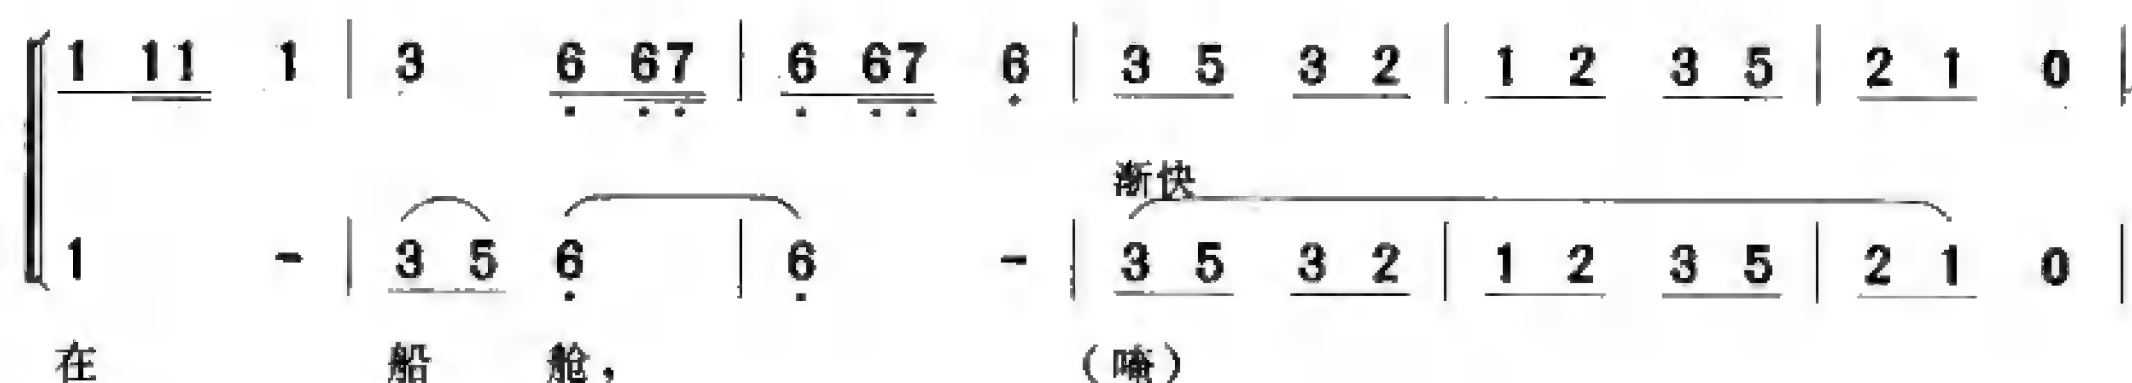 1 11 1 | 3 6 67 | 6 67 6 | 3 5 3 2 | 1 2 3 5 | 2 1 0 |
渐快
1 - | 3 5 6 | 6 - | 3 5 3 2 | 1 2 3 5 | 2 1 0 |
在 船 舱， (唵)